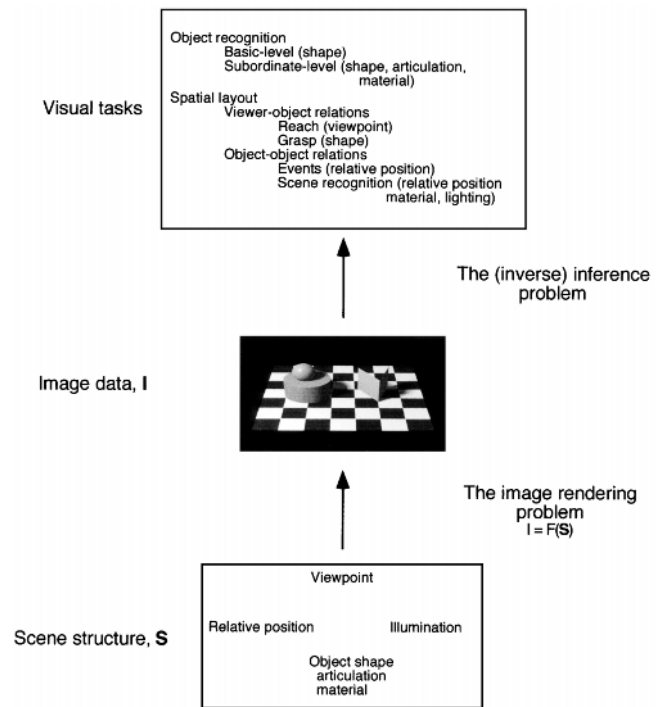 Object recognition
Basic-level (shape)
Subordinate-level (shape, articulation,
material)
Visual tasks
Spatial layout
Viewer-object relations
Reach (viewpoint)
Grasp (shape)
Object-object relations
Events (relative position)
Scene recognition (relative position
material, lighting)
The (inverse) inference
problem
Image data, I
The image rendering
problem
I = F(S)
Viewpoint
Relative position
Illumination
Scene structure, S
Object shape
articulation
material